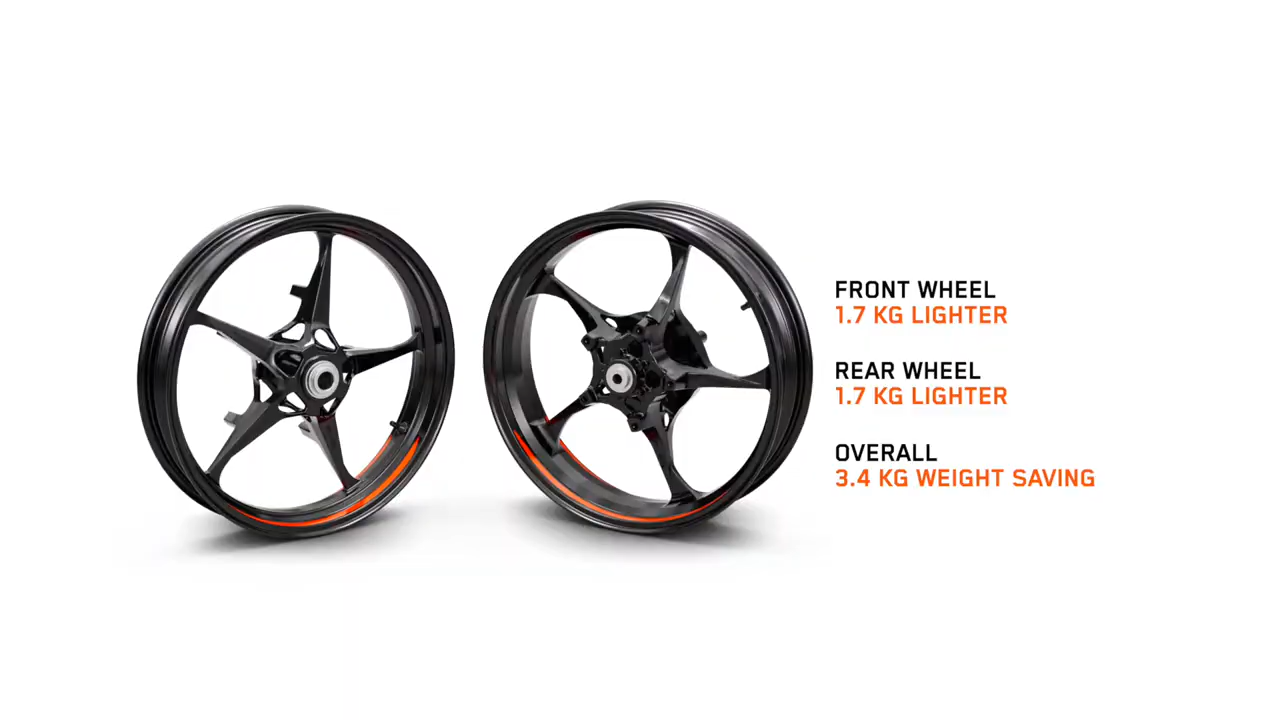 FRONT WHEEL
1.7 KG LIGHTER
REAR WHEEL
1.7 KG LIGHTER
OVERALL
3.4 KG WEIGHT SAVING